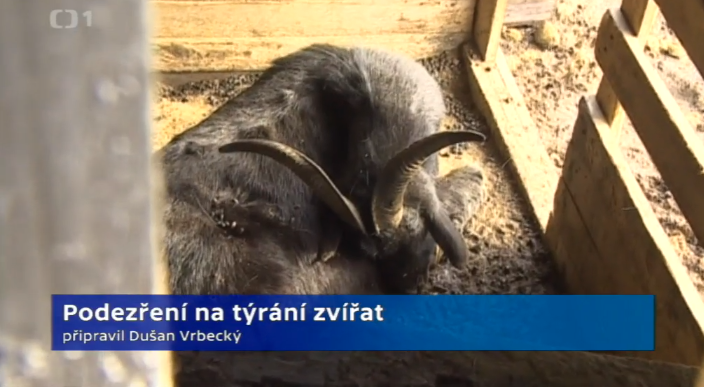 ČT1
Podezření na týrání zvířat
připravil Dušan Vrbecký